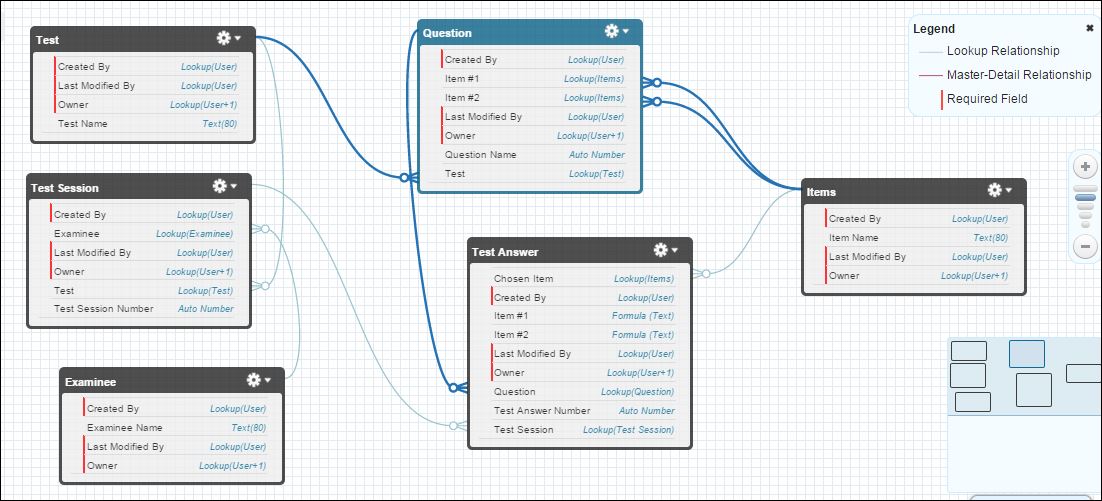 Test
Created By Lookup(User)
Last Modified By Lookup(User)
Owner Lookup(User+1)
Test Name Text(80)
Test Session
Created By Lookup(User)
Examinee Lookup(Examinee)
Last Modified By Lookup(User)
Owner Lookup(User+1)
Test Lookup(Test)
Test Session Number Auto Number
Examinee
Created By Lookup(User)
Examinee Name Text(80)
Last Modified By Lookup(User)
Owner Lookup(User+1)
Question
Created By Lookup(User)
Item #1 Lookup(Items)
Item #2 Lookup(Items)
Last Modified By Lookup(User)
Owner Lookup(User+1)
Question Name Auto Number
Test Lookup(Test)
Test Answer
Chosen Item Lookup(Items)
Created By Lookup(User)
Item #1 Formula (Text)
Item #2 Formula (Text)
Last Modified By Lookup(User)
Owner Lookup(User+1)
Question Lookup(Question)
Test Answer Number Auto Number
Test Session Lookup(Test Session)
Items
Created By Lookup(User)
Item Name Text(80)
Last Modified By Lookup(User)
Owner Lookup(User+1)
Legend
Lookup Relationship
Master-Detail Relationship
Required Field